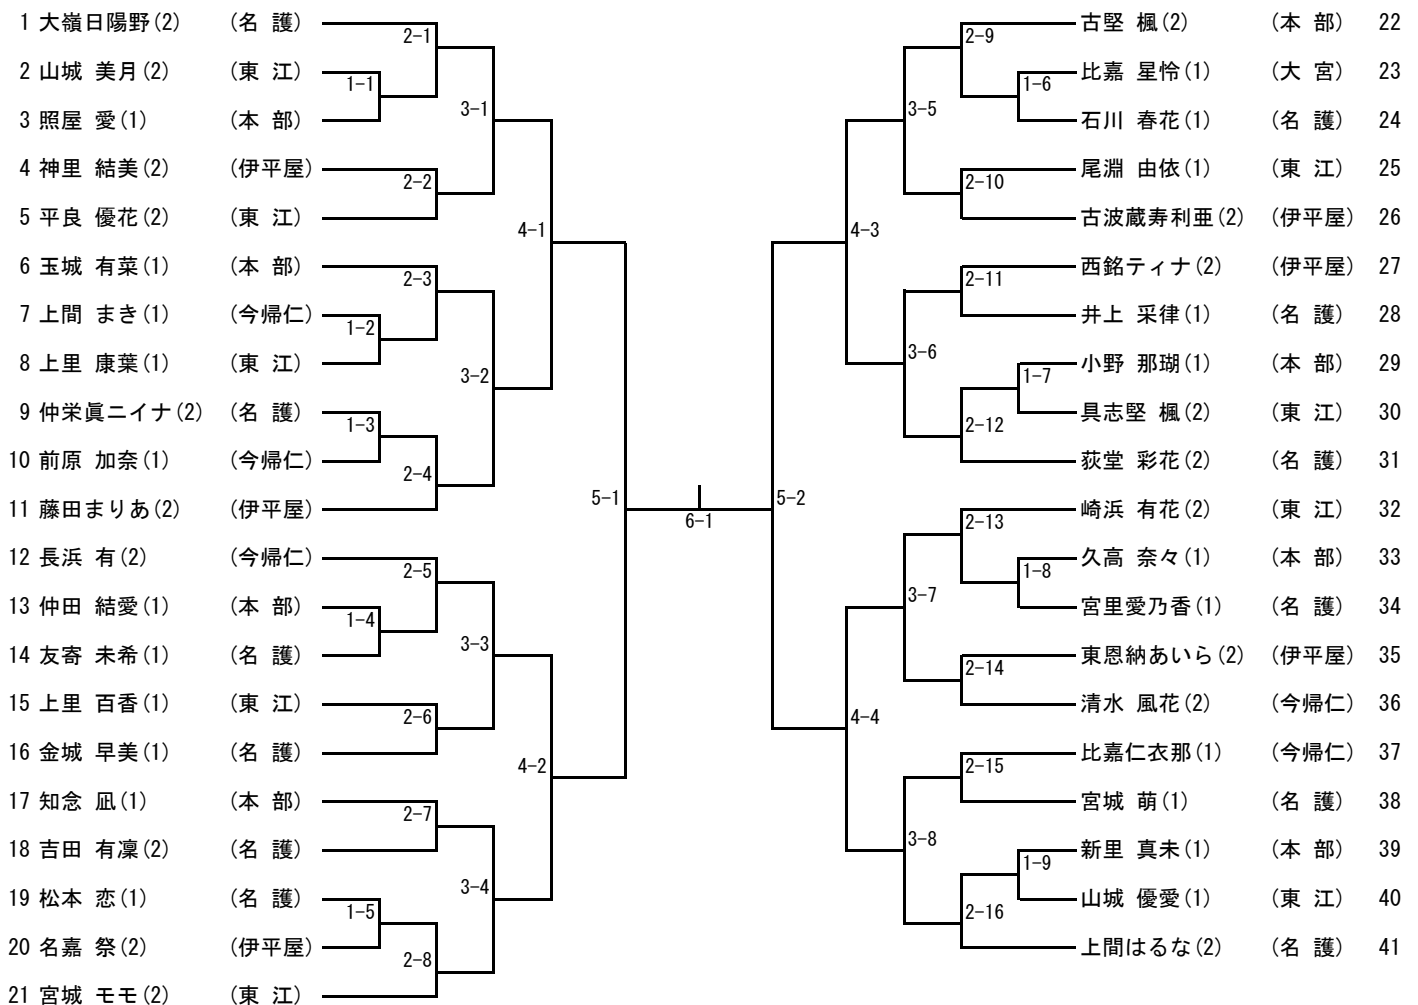 1 大嶺日陽野(2) (名 護)
2 山城 美月(2) (東 江)
3 照屋 愛(1) (本 部)
4 神里 結美(2) (伊平屋)
5 平良 優花(2) (東 江)
6 玉城 有菜(1) (本 部)
7 上間 まき(1) (今帰仁)
8 上里 康葉(1) (東 江)
9 仲栄眞ニイナ(2) (名 護)
10 前原 加奈(1) (今帰仁)
11 藤田まりあ(2) (伊平屋)
12 長浜 有(2) (今帰仁)
13 仲田 結愛(1) (本 部)
14 友寄 未希(1) (名 護)
15 上里 百香(1) (東 江)
16 金城 早美(1) (名 護)
17 知念 凪(1) (本 部)
18 吉田 有凜(2) (名 護)
19 松本 恋(1) (名 護)
20 名嘉 祭(2) (伊平屋)
21 宮城 モモ(2) (東 江)
1-1
1-2
1-3
1-4
1-5
2-1
2-2
2-3
2-4
2-5
2-6
2-7
2-8
3-1
3-2
3-3
3-4
4-1
4-2
5-1
6-1
5-2
4-3
4-4
3-5
3-6
3-7
3-8
2-9
2-10
2-11
2-12
2-13
2-14
2-15
2-16
1-6
1-7
1-8
1-9
古堅 楓(2) (本 部) 22
比嘉 星怜(1) (大 宮) 23
石川 春花(1) (名 護) 24
尾淵 由依(1) (東 江) 25
古波蔵寿利亜(2) (伊平屋) 26
西銘ティナ(2) (伊平屋) 27
井上 采律(1) (名 護) 28
小野 那瑚(1) (本 部) 29
具志堅 楓(2) (東 江) 30
荻堂 彩花(2) (名 護) 31
崎浜 有花(2) (東 江) 32
久高 奈々(1) (本 部) 33
宮里愛乃香(1) (名 護) 34
東恩納あいら(2) (伊平屋) 35
清水 風花(2) (今帰仁) 36
比嘉仁衣那(1) (今帰仁) 37
宮城 萌(1) (名 護) 38
新里 真未(1) (本 部) 39
山城 優愛(1) (東 江) 40
上間はるな(2) (名 護) 41